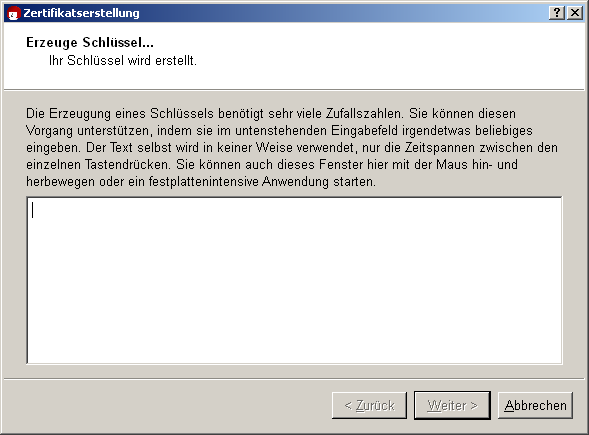 Zertifikatserstellung
Erzeuge Schlüssel...
Ihr Schlüssel wird erstellt.
Die Erzeugung eines Schlüssels benötigt sehr viele Zufallszahlen. Sie können diesen
Vorgang unterstützen, indem sie im untenstehenden Eingabefeld irgendetwas beliebiges
eingeben. Der Text selbst wird in keiner Weise verwendet, nur die Zeitspannen zwischen den
einzelnen Tastendrücken. Sie können auch dieses Fenster hier mit der Maus hin- und
herbewegen oder ein festplattenintensive Anwendung starten.
< Zurück Weiter > Abbrechen